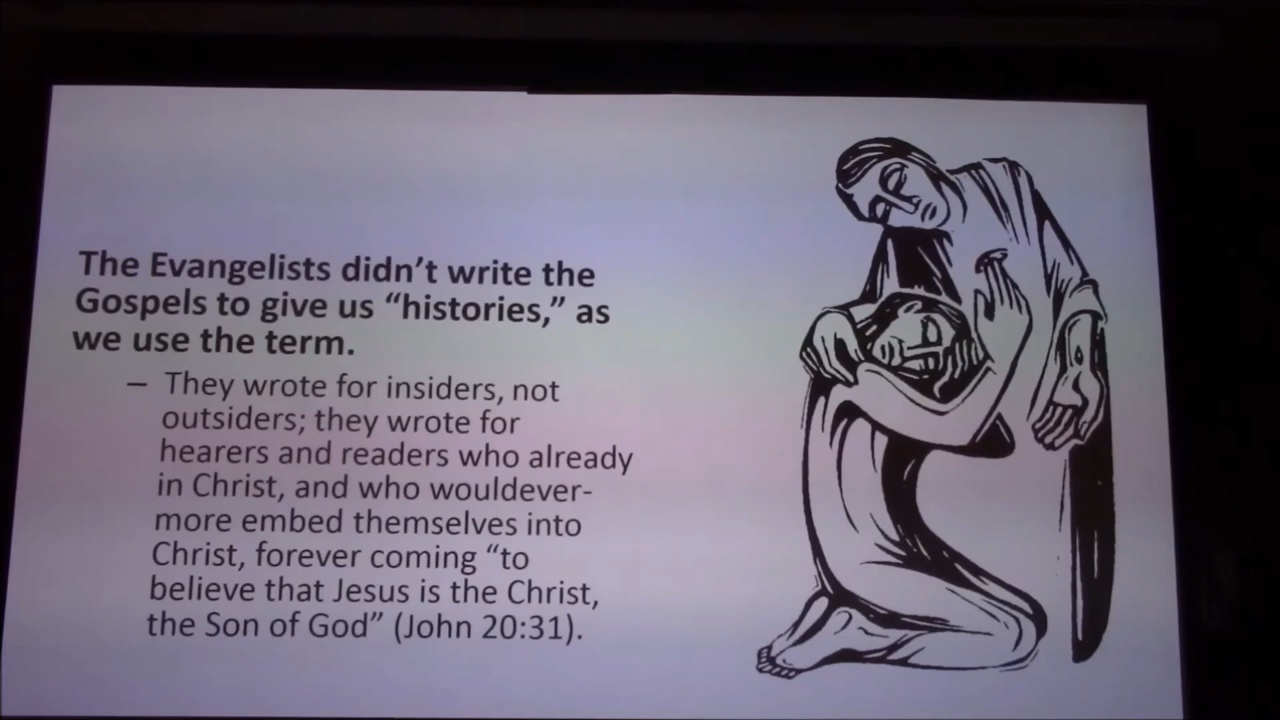 The Evangelists didn’t write the
Gospels to give us “histories,” as
we use the term.
– They wrote for insiders, not
outsiders; they wrote for
hearers and readers who already
in Christ, and who wouldever-
more embed themselves into
Christ, forever coming “to
believe that Jesus is the Christ,
the Son of God” (John 20:31).